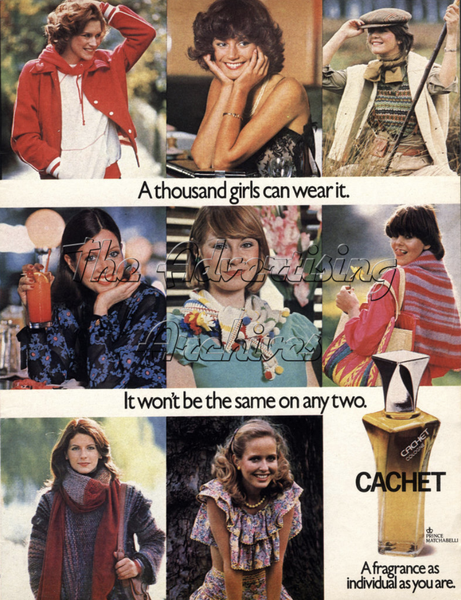 A thousand girls can wear it.
The Advertising
Archives
It won't be the same on any two.
CACHET
COLOGNE
CACHET
PRINCE
MATCHABELLI
A fragrance as
individual as you are.